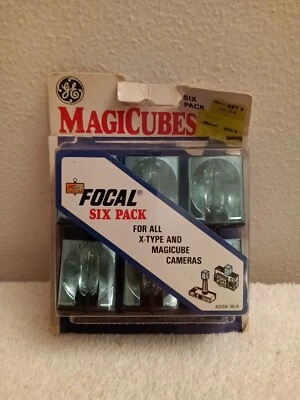 GE
SIX
PACK
MAGICUBES
FOCAL®
SIX PACK
FOR ALL
X-TYPE AND
MAGICUBE
CAMERAS